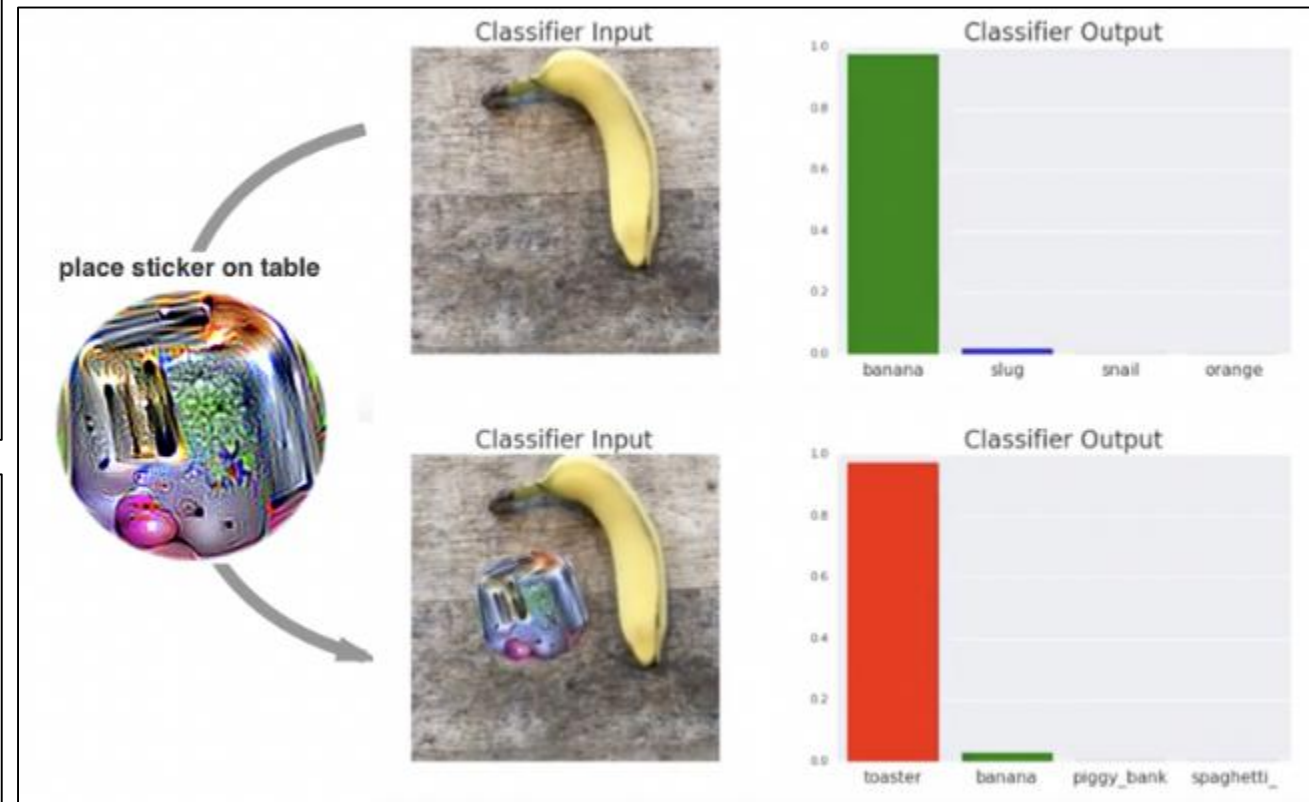 Classifier Input
Classifier Output
1.0
0.8
0.6
0.4
0.2
0.0
banana slug snail orange
place sticker on table
Classifier Input
Classifier Output
1.0
0.8
0.6
0.4
0.2
0.0
toaster banana piggy_bank spaghetti_